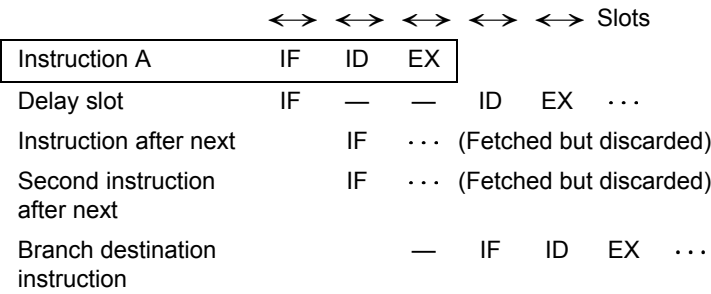 Slots
Instruction A IF ID EX
Delay slot IF — — ID EX ···
Instruction after next IF ··· (Fetched but discarded)
Second instruction IF ··· (Fetched but discarded)
after next
Branch destination — IF ID EX ···
instruction